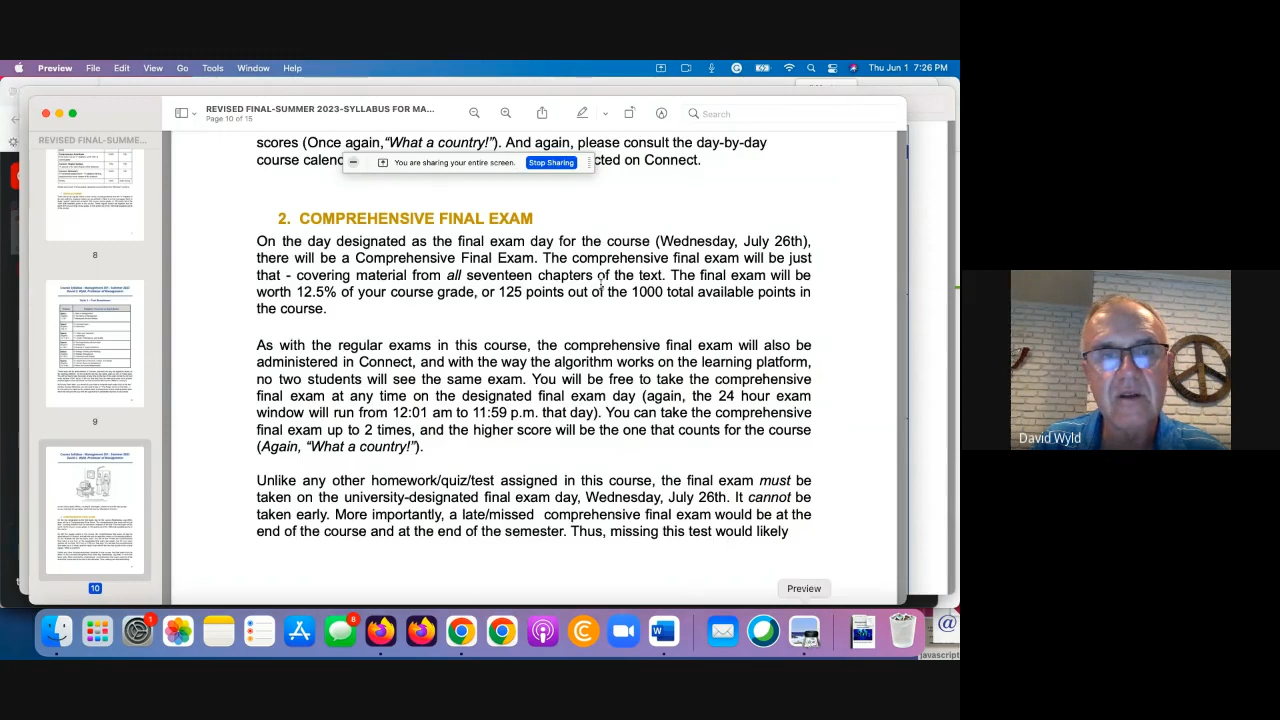 Preview File Edit View Go Tools Window Help Thu Jun 1 7:26 PM
REVISED FINAL-SUMMER 2023-SYLLABUS FOR MA...
Page 10 of 15
Search
REVISED FINAL-SUMME...
8
9
10
scores (Once again,“What a country!”). And again, please consult the day-by-day
course calend cted on Connect.
You are sharing your entire screen. Stop Sharing
2. COMPREHENSIVE FINAL EXAM
On the day designated as the final exam day for the course (Wednesday, July 26th),
there will be a Comprehensive Final Exam. The comprehensive final exam will be just
that - covering material from all seventeen chapters of the text. The final exam will be
worth 12.5% of your course grade, or 125 points out of the 1000 total available points in
the course.
As with the regular exams in this course, the comprehensive final exam will also be
administered in Connect, and with the way the algorithm works on the learning platform,
no two students will see the same exam. You will be free to take the comprehensive
final exam at any time on the designated final exam day (again, the 24 hour exam
window will run from 12:01 am to 11:59 p.m. that day). You can take the comprehensive
final exam up to 2 times, and the higher score will be the one that counts for the course
(Again, “What a country!”).
Unlike any other homework/quiz/test assigned in this course, the final exam must be
taken on the university-designated final exam day, Wednesday, July 26th. It cannot be
taken early. More importantly, a late/missed comprehensive final exam would be at the
end of the course and at the end of the semester. Thus, missing this test would likely
Preview
1
8
javascript
David Wyld